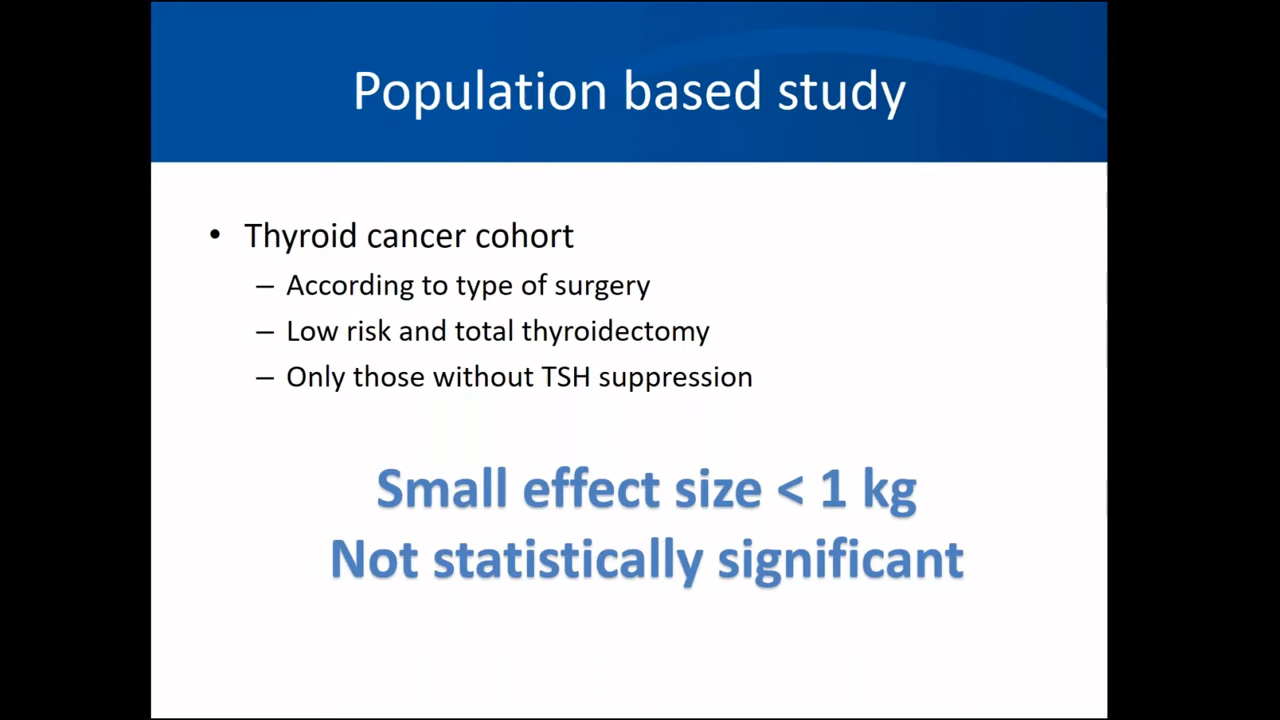 Population based study
• Thyroid cancer cohort
– According to type of surgery
– Low risk and total thyroidectomy
– Only those without TSH suppression
Small effect size < 1 kg
Not statistically significant